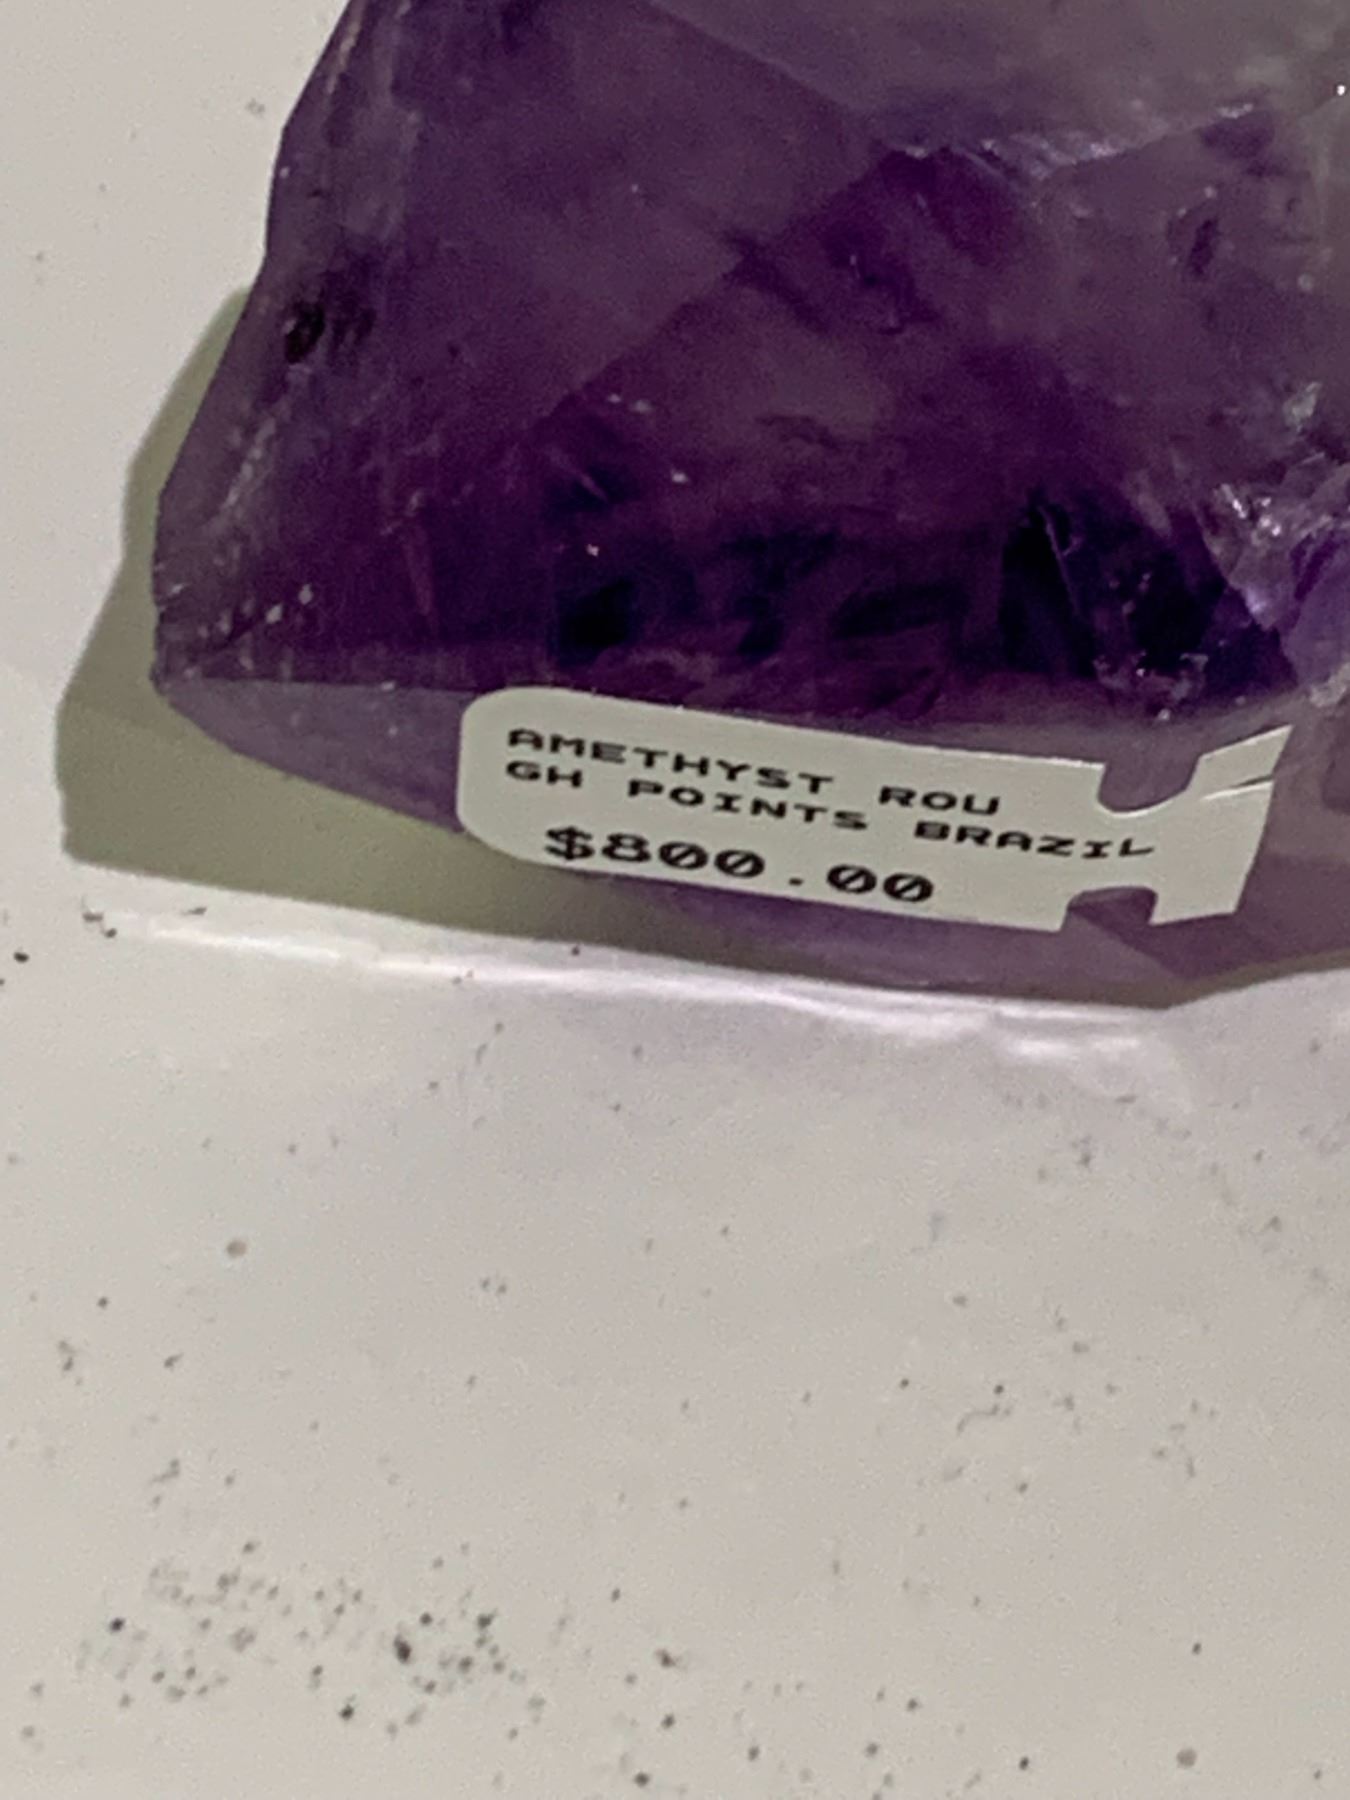 AMETHYST ROU
GH POINTS BRAZIL
$800.00